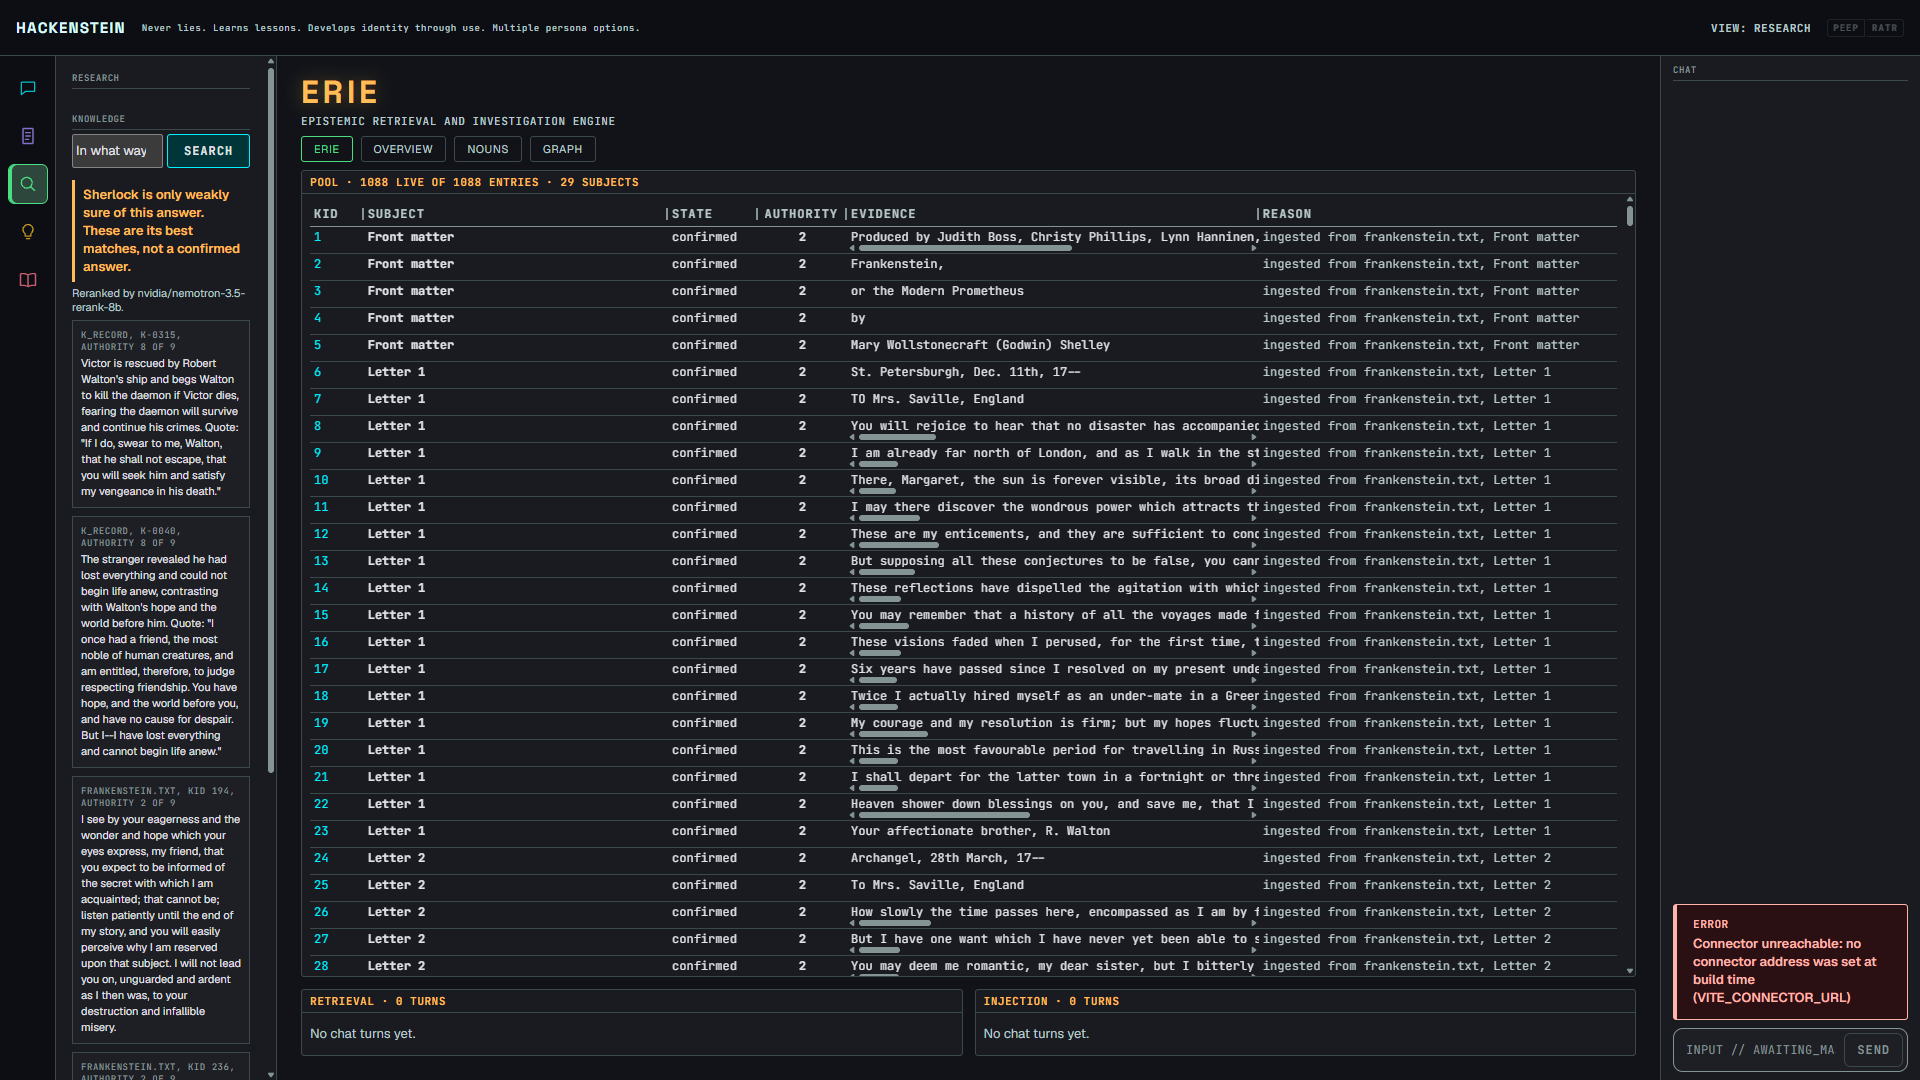 HACKENSTEIN
Never lies. Learns lessons. Develops identity through use. Multiple persona options.
VIEW: RESEARCH
PEEP
RATR
RESEARCH
KNOWLEDGE
In what way
SEARCH
Sherlock is only weakly
sure of this answer.
These are its best
matches, not a confirmed
answer.
Reranked by nvidia/nemotron-3.5-
rerank-8b.
K_RECORD, K-0315,
AUTHORITY 8 OF 9
Victor is rescued by Robert
Walton's ship and begs Walton
to kill the daemon if Victor dies,
fearing the daemon will survive
and continue his crimes. Quote:
"If I do, swear to me, Walton,
that he shall not escape, that
you will seek him and satisfy
my vengeance in his death."
K_RECORD, K-0040,
AUTHORITY 8 OF 9
The stranger revealed he had
lost everything and could not
begin life anew, contrasting
with Walton's hope and the
world before him. Quote: "I
once had a friend, the most
noble of human creatures, and
am entitled, therefore, to judge
respecting friendship. You have
hope, and the world before you,
and have no cause for despair.
But I--I have lost everything
and cannot begin life anew."
FRANKENSTEIN.TXT, KID 194,
AUTHORITY 2 OF 9
I see by your eagerness and the
wonder and hope which your
eyes express, my friend, that
you expect to be informed of
the secret with which I am
acquainted; that cannot be;
listen patiently until the end of
my story, and you will easily
perceive why I am reserved
upon that subject. I will not lead
you on, unguarded and ardent
as I then was, to your
destruction and infallible
misery.
FRANKENSTEIN.TXT, KID 236,
AUTHORITY 2 OF 9
ERIE
EPISTEMIC RETRIEVAL AND INVESTIGATION ENGINE
ERIE
OVERVIEW
NOUNS
GRAPH
POOL · 1088 LIVE OF 1088 ENTRIES · 29 SUBJECTS
KID |SUBJECT |STATE |AUTHORITY |EVIDENCE |REASON
1 Front matter confirmed 2 Produced by Judith Boss, Christy Phillips, Lynn Hanninen, ingested from frankenstein.txt, Front matter
2 Front matter confirmed 2 Frankenstein, ingested from frankenstein.txt, Front matter
3 Front matter confirmed 2 or the Modern Prometheus ingested from frankenstein.txt, Front matter
4 Front matter confirmed 2 by ingested from frankenstein.txt, Front matter
5 Front matter confirmed 2 Mary Wollstonecraft (Godwin) Shelley ingested from frankenstein.txt, Front matter
6 Letter 1 confirmed 2 St. Petersburgh, Dec. 11th, 17-- ingested from frankenstein.txt, Letter 1
7 Letter 1 confirmed 2 TO Mrs. Saville, England ingested from frankenstein.txt, Letter 1
8 Letter 1 confirmed 2 You will rejoice to hear that no disaster has accompanied ingested from frankenstein.txt, Letter 1
9 Letter 1 confirmed 2 I am already far north of London, and as I walk in the st ingested from frankenstein.txt, Letter 1
10 Letter 1 confirmed 2 There, Margaret, the sun is forever visible, its broad di ingested from frankenstein.txt, Letter 1
11 Letter 1 confirmed 2 I may there discover the wondrous power which attracts th ingested from frankenstein.txt, Letter 1
12 Letter 1 confirmed 2 These are my enticements, and they are sufficient to conq ingested from frankenstein.txt, Letter 1
13 Letter 1 confirmed 2 But supposing all these conjectures to be false, you cann ingested from frankenstein.txt, Letter 1
14 Letter 1 confirmed 2 These reflections have dispelled the agitation with which ingested from frankenstein.txt, Letter 1
15 Letter 1 confirmed 2 You may remember that a history of all the voyages made f ingested from frankenstein.txt, Letter 1
16 Letter 1 confirmed 2 These visions faded when I perused, for the first time, t ingested from frankenstein.txt, Letter 1
17 Letter 1 confirmed 2 Six years have passed since I resolved on my present unde ingested from frankenstein.txt, Letter 1
18 Letter 1 confirmed 2 Twice I actually hired myself as an under-mate in a Green ingested from frankenstein.txt, Letter 1
19 Letter 1 confirmed 2 My courage and my resolution is firm; but my hopes fluctu ingested from frankenstein.txt, Letter 1
20 Letter 1 confirmed 2 This is the most favourable period for travelling in Russ ingested from frankenstein.txt, Letter 1
21 Letter 1 confirmed 2 I shall depart for the latter town in a fortnight or thre ingested from frankenstein.txt, Letter 1
22 Letter 1 confirmed 2 Heaven shower down blessings on you, and save me, that I ingested from frankenstein.txt, Letter 1
23 Letter 1 confirmed 2 Your affectionate brother, R. Walton ingested from frankenstein.txt, Letter 1
24 Letter 2 confirmed 2 Archangel, 28th March, 17-- ingested from frankenstein.txt, Letter 2
25 Letter 2 confirmed 2 To Mrs. Saville, England ingested from frankenstein.txt, Letter 2
26 Letter 2 confirmed 2 How slowly the time passes here, encompassed as I am by f ingested from frankenstein.txt, Letter 2
27 Letter 2 confirmed 2 But I have one want which I have never yet been able to s ingested from frankenstein.txt, Letter 2
28 Letter 2 confirmed 2 You may deem me romantic, my dear sister, but I bitterly ingested from frankenstein.txt, Letter 2
RETRIEVAL · 0 TURNS
No chat turns yet.
INJECTION · 0 TURNS
No chat turns yet.
CHAT
ERROR
Connector unreachable: no
connector address was set at
build time
(VITE_CONNECTOR_URL)
INPUT // AWAITING_MA
SEND